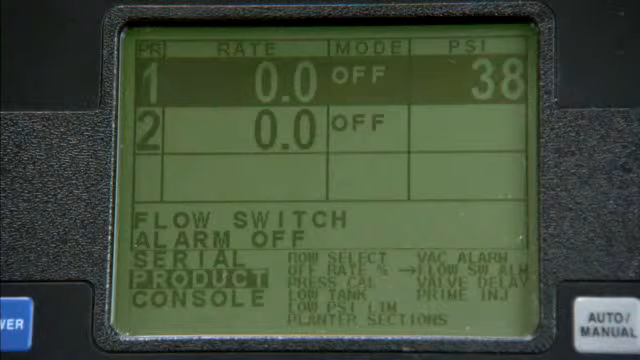 PR RATE MODE PSI
1 0.0 OFF 38
2 0.0 OFF
FLOW SWITCH
ALARM OFF
SERIAL
PRODUCT
CONSOLE
ROW SELECT
OFF RATE %
PRESS CAL
LOW TANK
LOW PSI LIM
PLANTER SECTIONS
VAC ALARM
→FLOW SW ALM
VALVE DELAY
PRIME INJ
WER
AUTO/
MANUAL